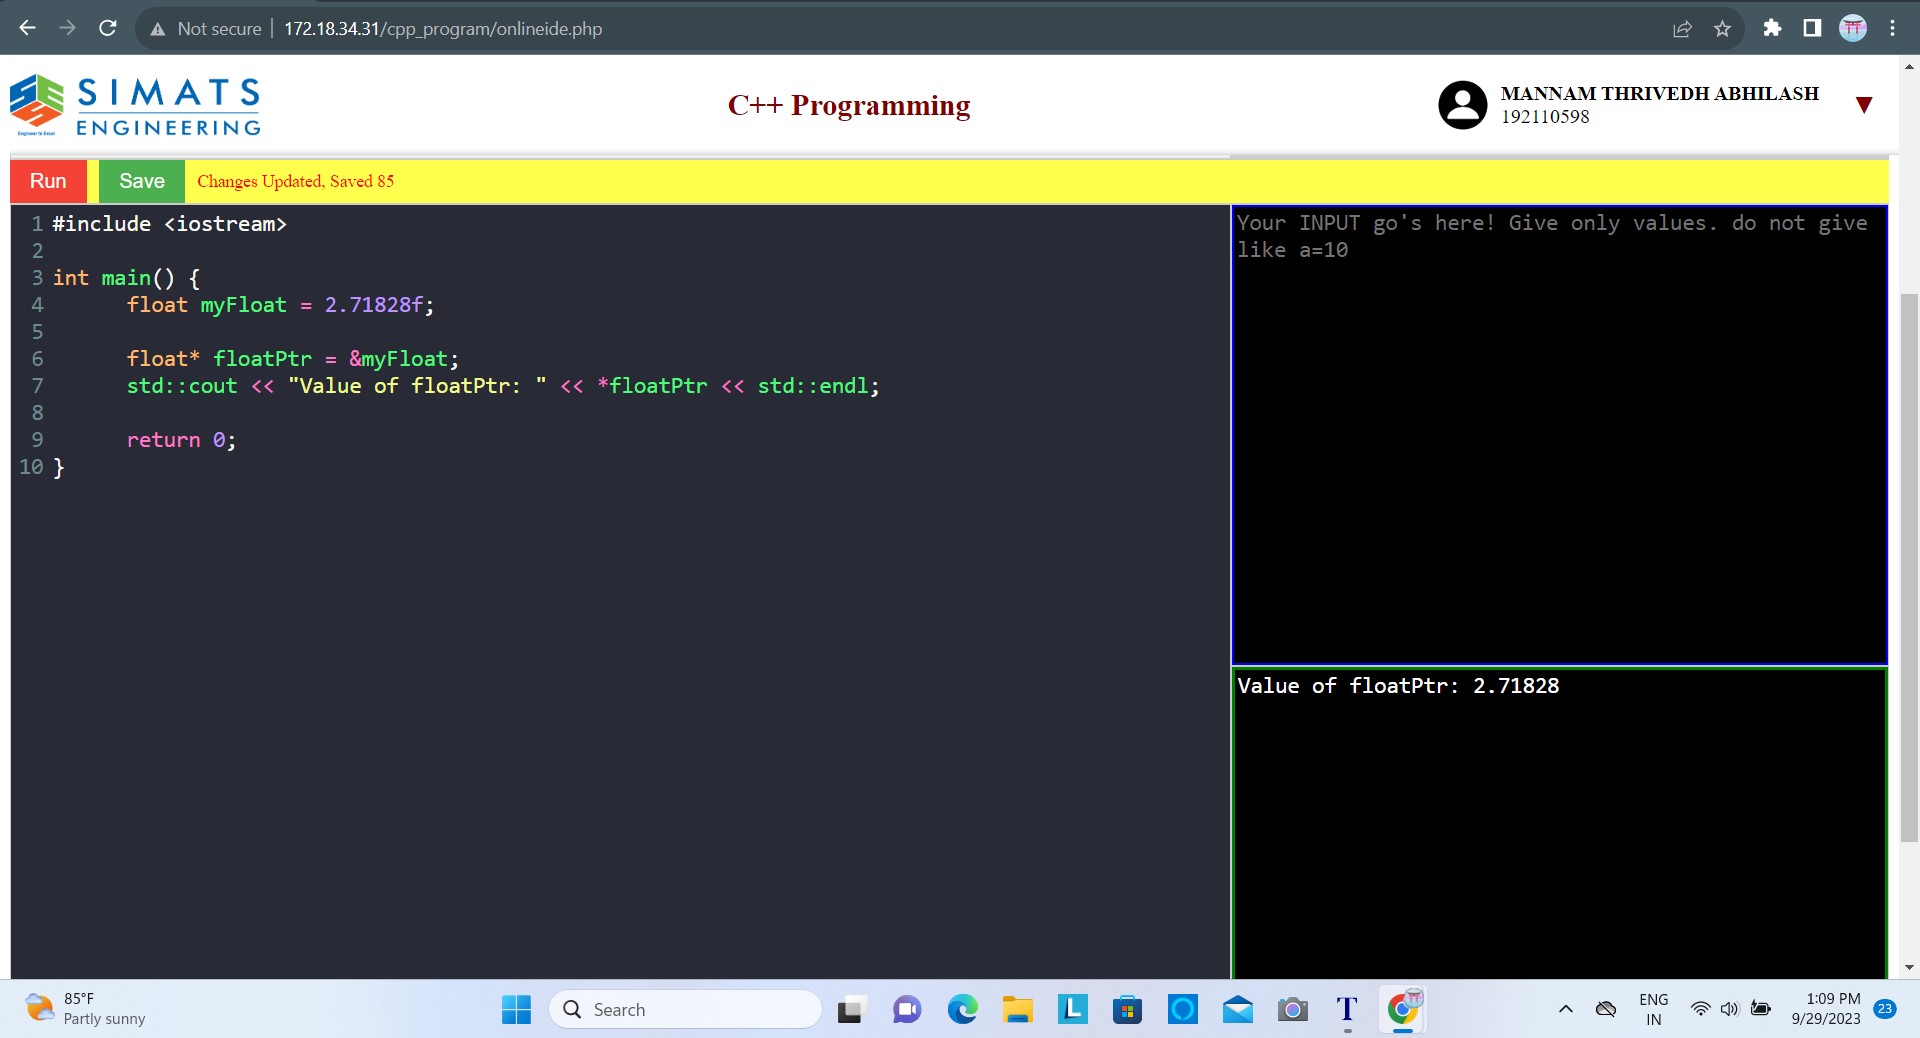 Not secure | 172.18.34.31/cpp_program/onlineide.php
SIMATS
ENGINEERING
Engineer to Excel
C++ Programming
MANNAM THRIVEDH ABHILASH
192110598
▼
Run
Save
Changes Updated, Saved 85
1 #include <iostream>
2
3 int main() {
4       float myFloat = 2.71828f;
5
6       float* floatPtr = &myFloat;
7       std::cout << "Value of floatPtr: " << *floatPtr << std::endl;
8
9       return 0;
10 }
Your INPUT go's here! Give only values. do not give
like a=10
Value of floatPtr: 2.71828
85°F
Partly sunny
Search
L
T
ENG
IN
1:09 PM
9/29/2023
23